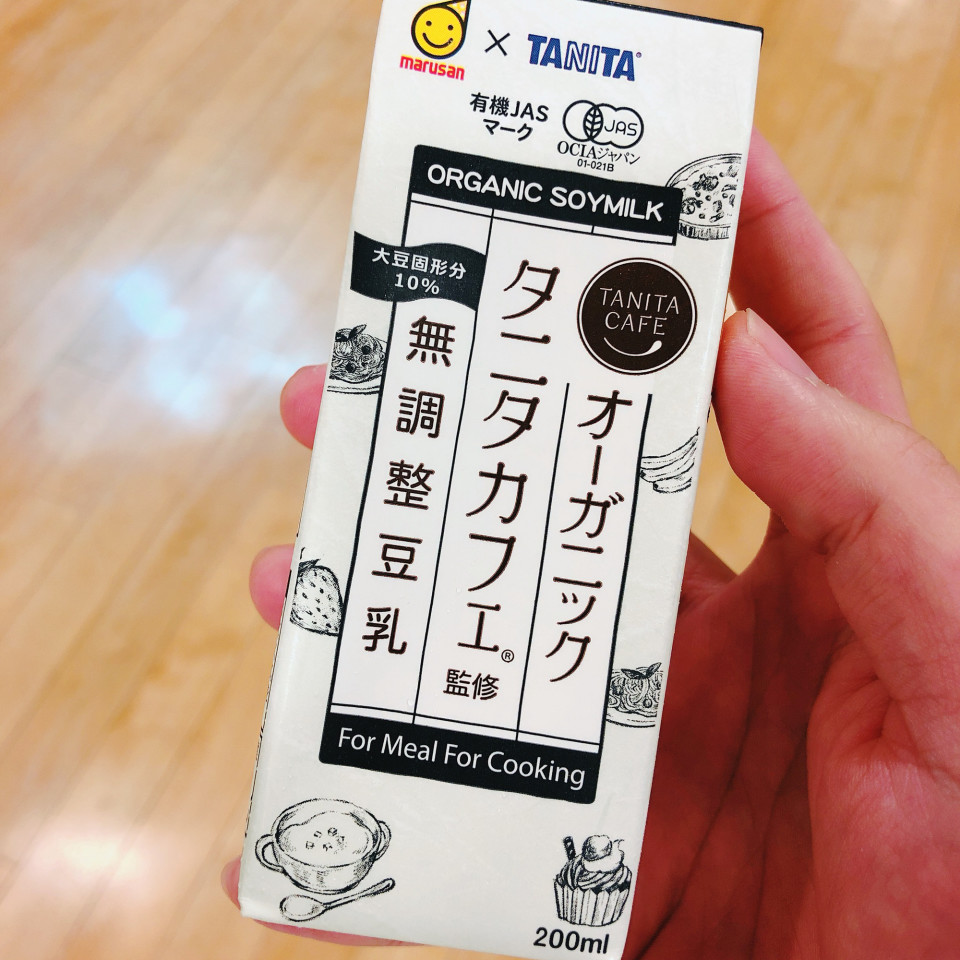 marusan × TANITA®
有機JAS
マーク
JAS
OCIAジャパン
01-021B
ORGANIC SOYMILK
TANITA
CAFE
オーガニック
タニタカフェ®監修
大豆固形分
10%
無調整豆乳
For Meal For Cooking
200ml